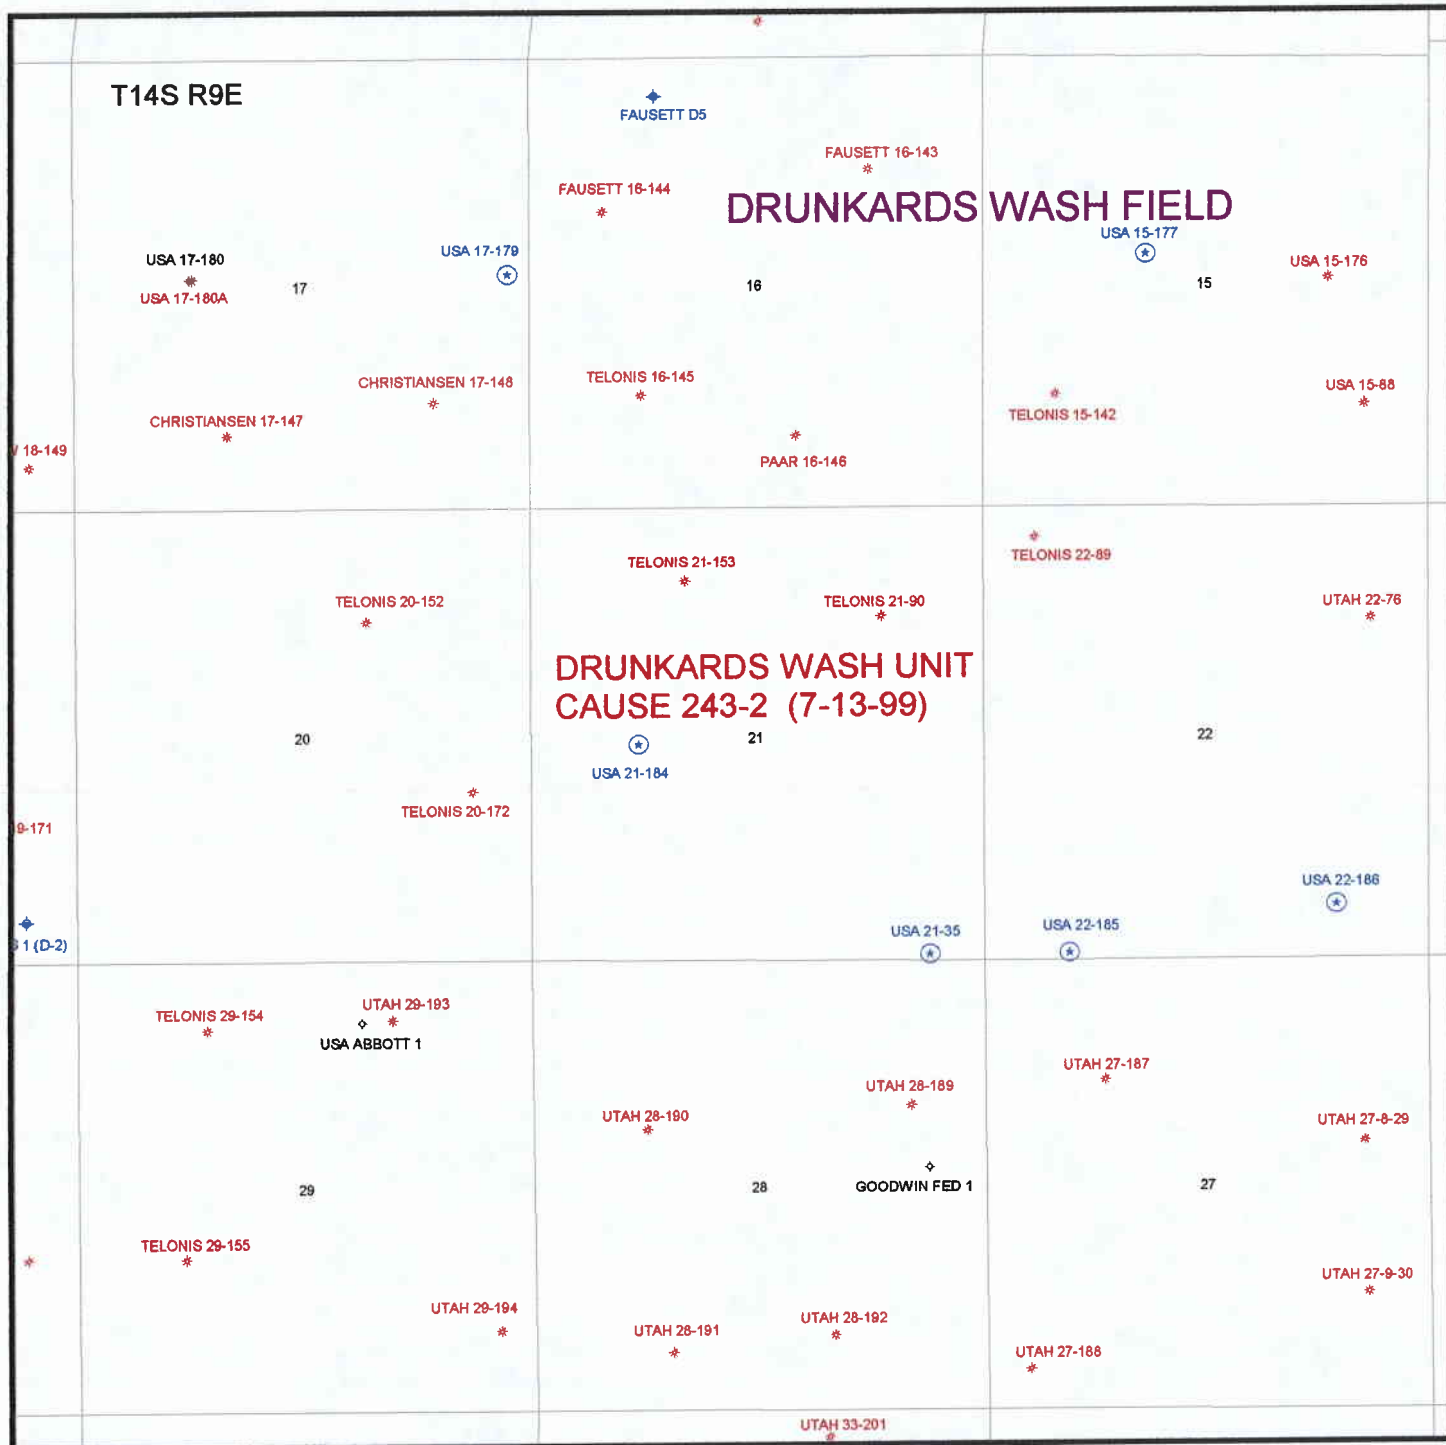 T14S R9E
FAUSETT D5
FAUSETT 16-143
FAUSETT 16-144
DRUNKARDS WASH FIELD
USA 17-180
USA 17-179
USA 15-177
USA 17-180A
17
16
15
USA 15-176
CHRISTIANSEN 17-148
TELONIS 16-145
USA 15-88
CHRISTIANSEN 17-147
TELONIS 15-142
18-149
PAAR 16-146
TELONIS 21-153
TELONIS 22-89
TELONIS 20-152
TELONIS 21-90
UTAH 22-76
DRUNKARDS WASH UNIT
CAUSE 243-2 (7-13-99)
20
21
22
USA 21-184
TELONIS 20-172
9-171
USA 22-186
1 (D-2)
USA 21-35
USA 22-185
TELONIS 29-154
UTAH 29-193
USA ABBOTT 1
UTAH 27-187
UTAH 28-189
UTAH 28-190
UTAH 27-8-29
29
28
GOODWIN FED 1
27
TELONIS 29-155
UTAH 27-9-30
UTAH 29-194
UTAH 28-191
UTAH 28-192
UTAH 27-188
UTAH 33-201